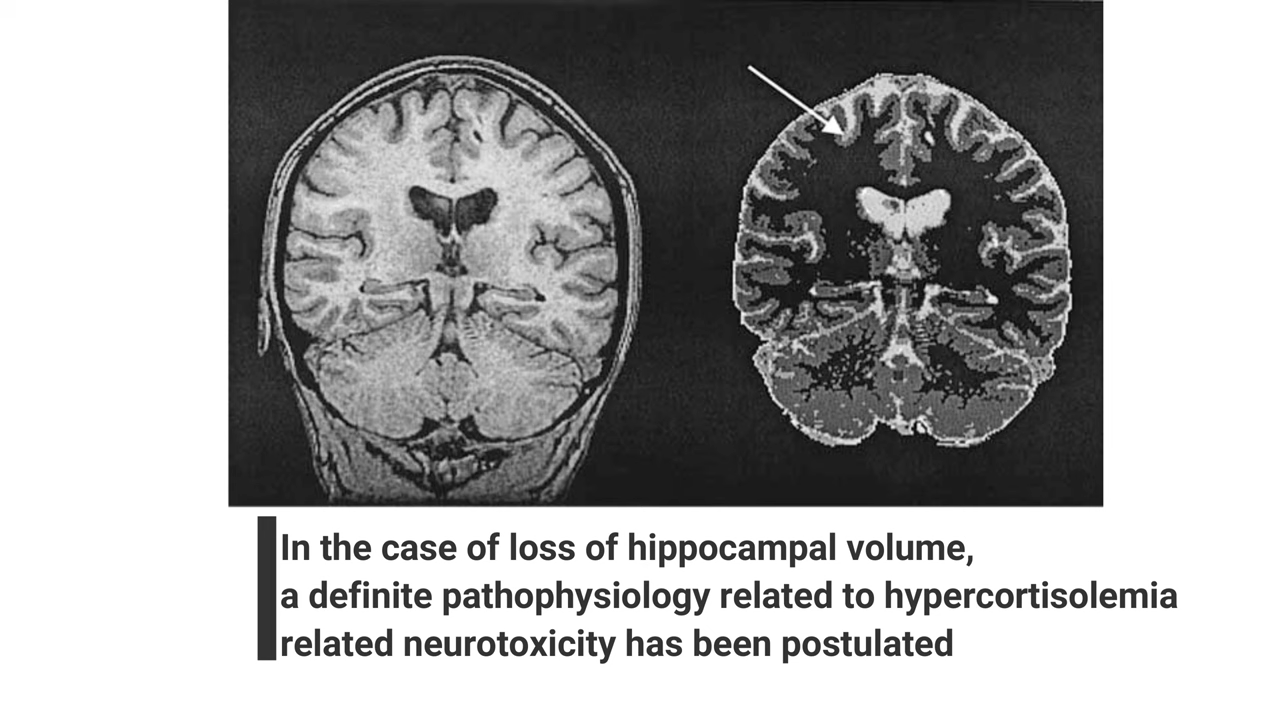 In the case of loss of hippocampal volume,
a definite pathophysiology related to hypercortisolemia
related neurotoxicity has been postulated